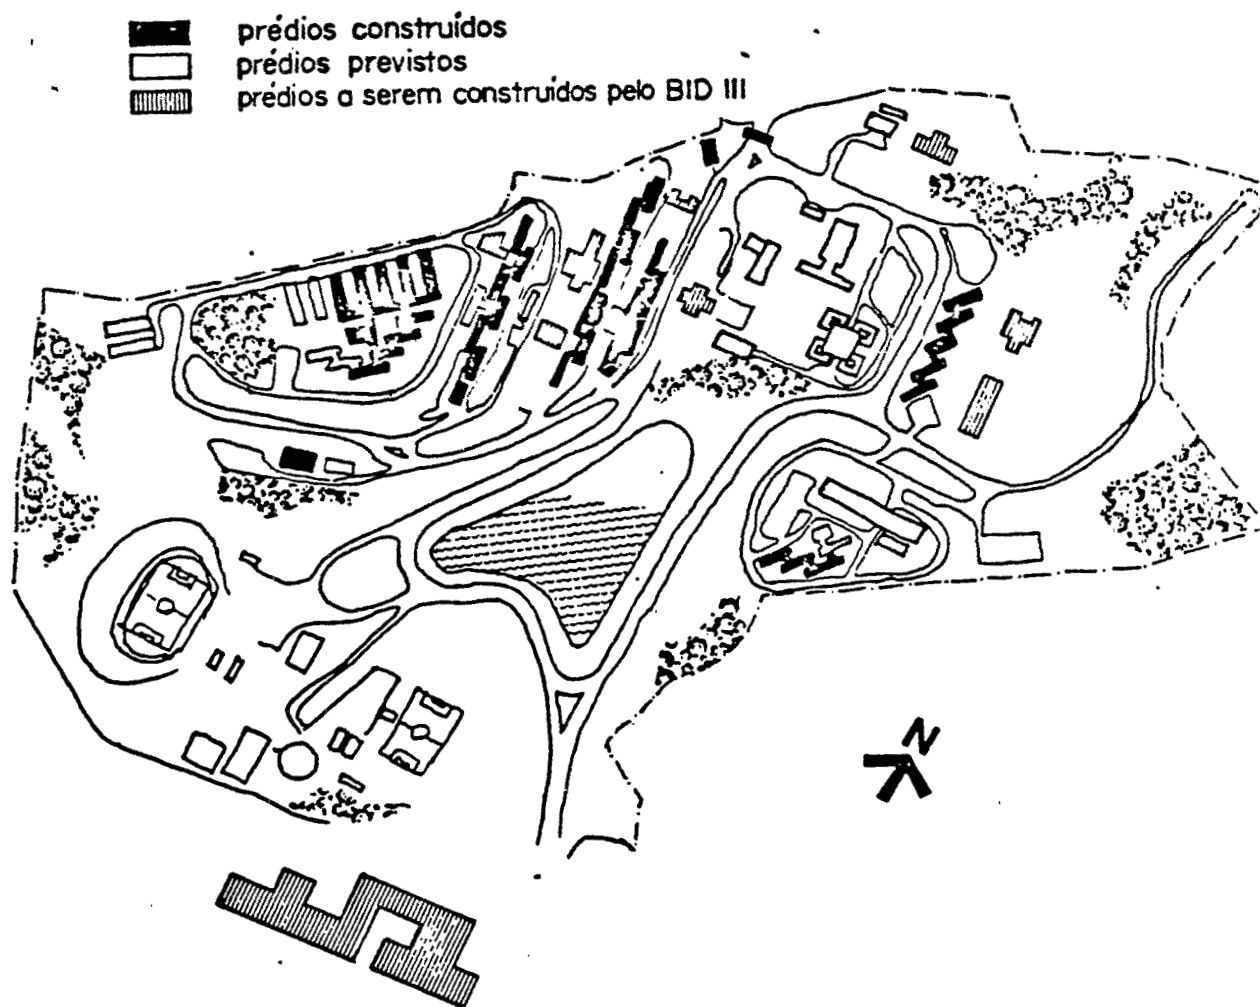 prédios construídos
prédios previstos
prédios a serem construídos pelo BID III
N